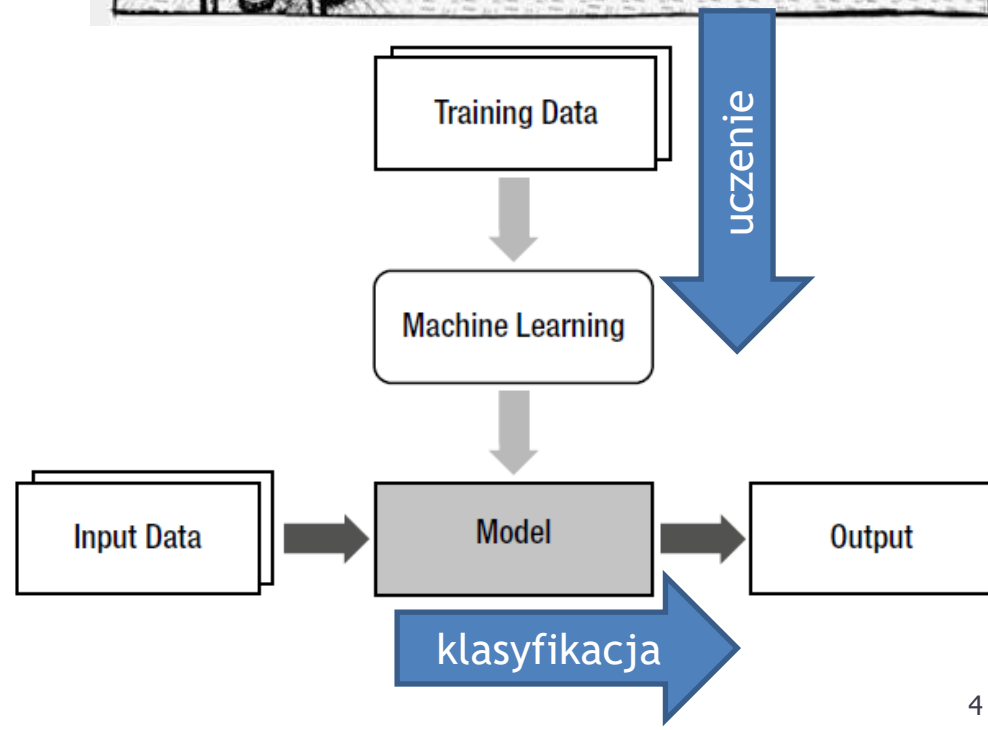 Training Data
uczenie
Machine Learning
Input Data
Model
Output
klasyfikacja
4